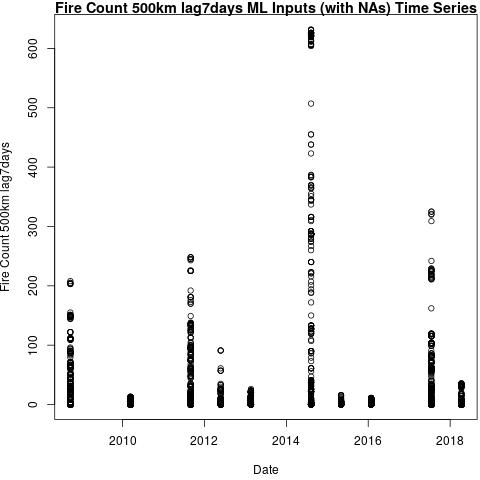 Fire Count 500km lag7days ML Inputs (with NAs) Time Series
600
500
400
300
200
100
0
Fire Count 500km lag7days
2010 2012 2014 2016 2018
Date